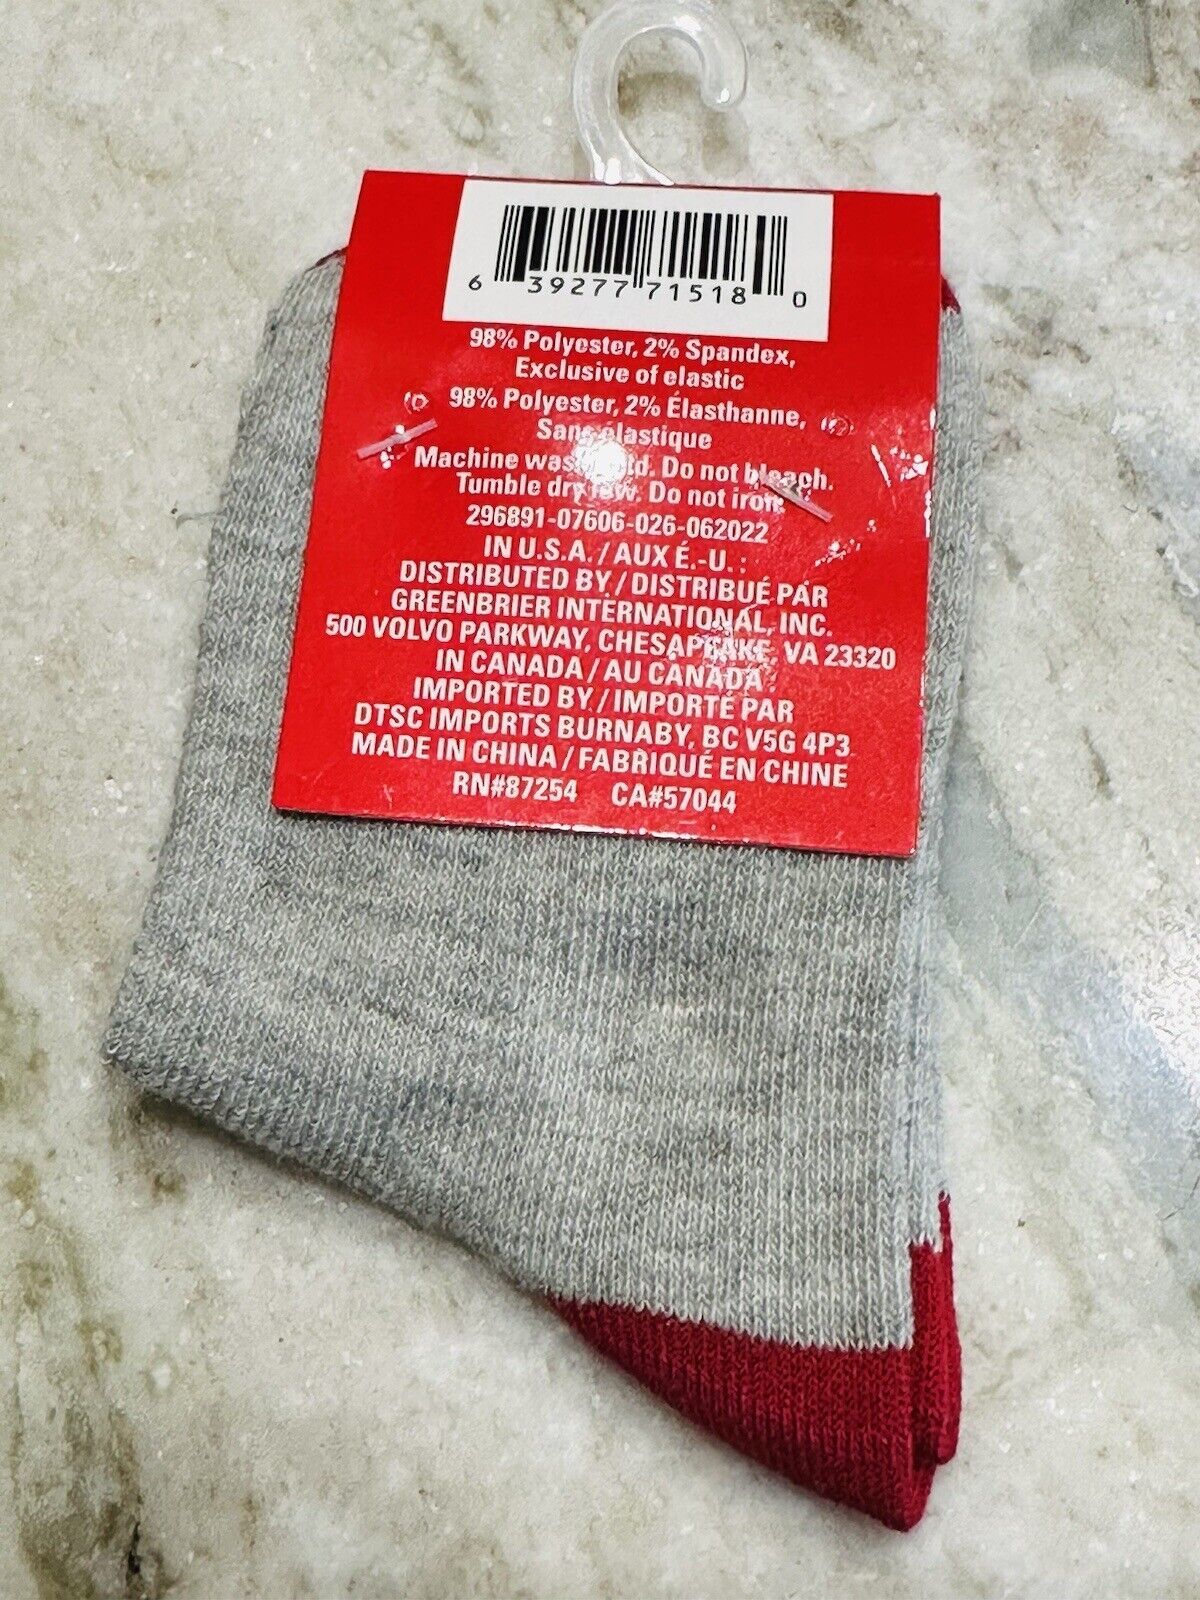 6 39277 71518 0
98% Polyester, 2% Spandex,
Exclusive of elastic
98% Polyester, 2% Élasthanne,
Sans élastique
Machine wash cold. Do not bleach.
Tumble dry low. Do not iron.
296891-07606-026-062022
IN U.S.A. / AUX É.-U. :
DISTRIBUTED BY / DISTRIBUÉ PAR
GREENBRIER INTERNATIONAL, INC.
500 VOLVO PARKWAY, CHESAPEAKE, VA 23320
IN CANADA / AU CANADA :
IMPORTED BY / IMPORTÉ PAR
DTSC IMPORTS BURNABY, BC V5G 4P3
MADE IN CHINA / FABRIQUÉ EN CHINE
RN#87254 CA#57044